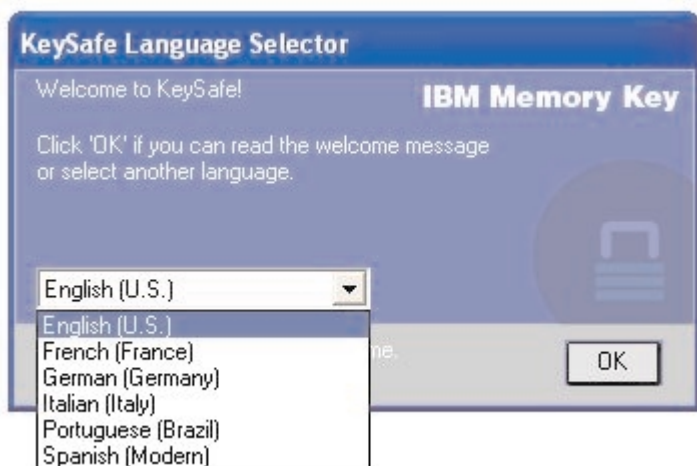 KeySafe Language Selector
Welcome to KeySafe!
IBM Memory Key
Click 'OK' if you can read the welcome message
or select another language.
English (U.S.)
English (U.S.)
French (France)
German (Germany)
Italian (Italy)
Portuguese (Brazil)
Spanish (Modern)
OK